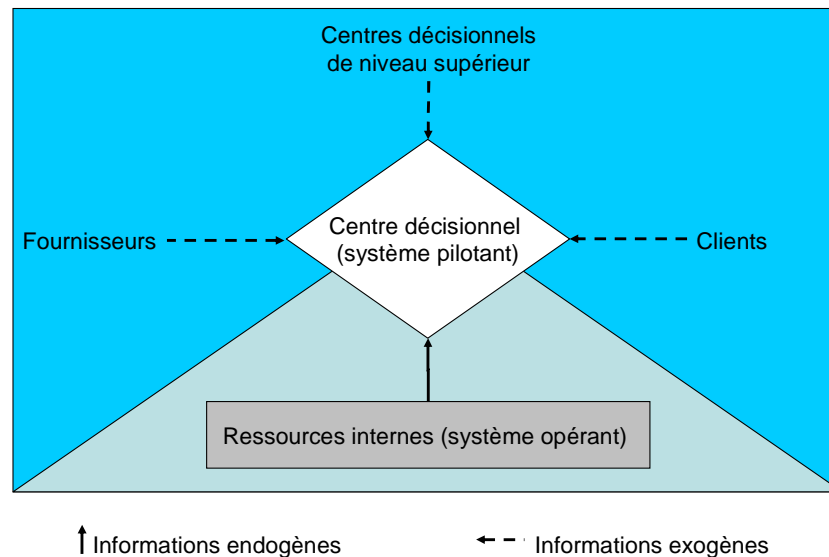 Centres décisionnels
de niveau supérieur
Centre décisionnel
(système pilotant)
Fournisseurs
Clients
Ressources internes (système opérant)
Informations endogènes
Informations exogènes